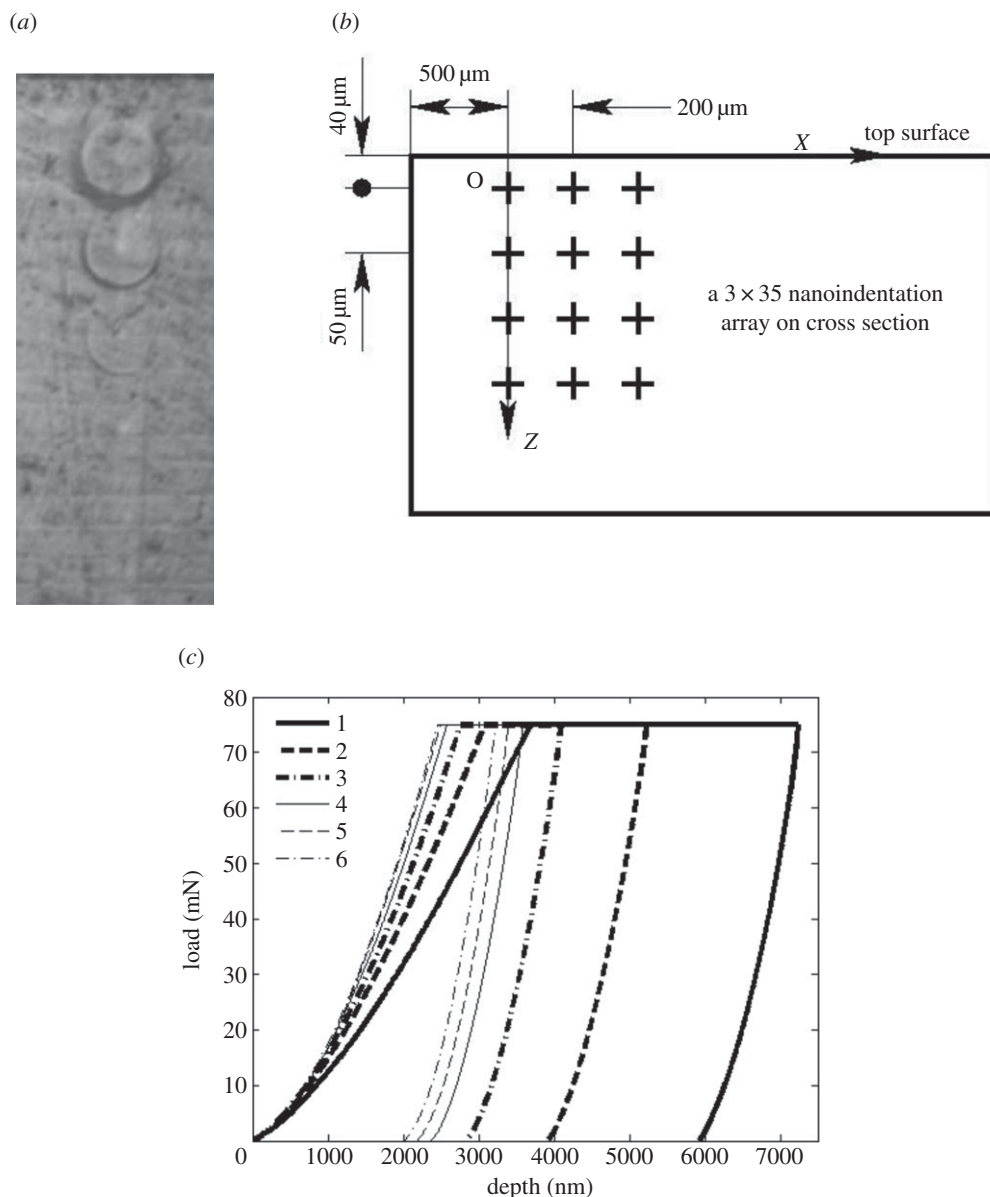 (a)
(b)
500 µm
40 µm
200 µm
X
top surface
O
a 3 × 35 nanoindentation
array on cross section
50 µm
Z
(c)
80
70
60
50
40
30
20
10
0
1000
2000
3000
4000
5000
6000
7000
load (mN)
depth (nm)
1
2
3
4
5
6